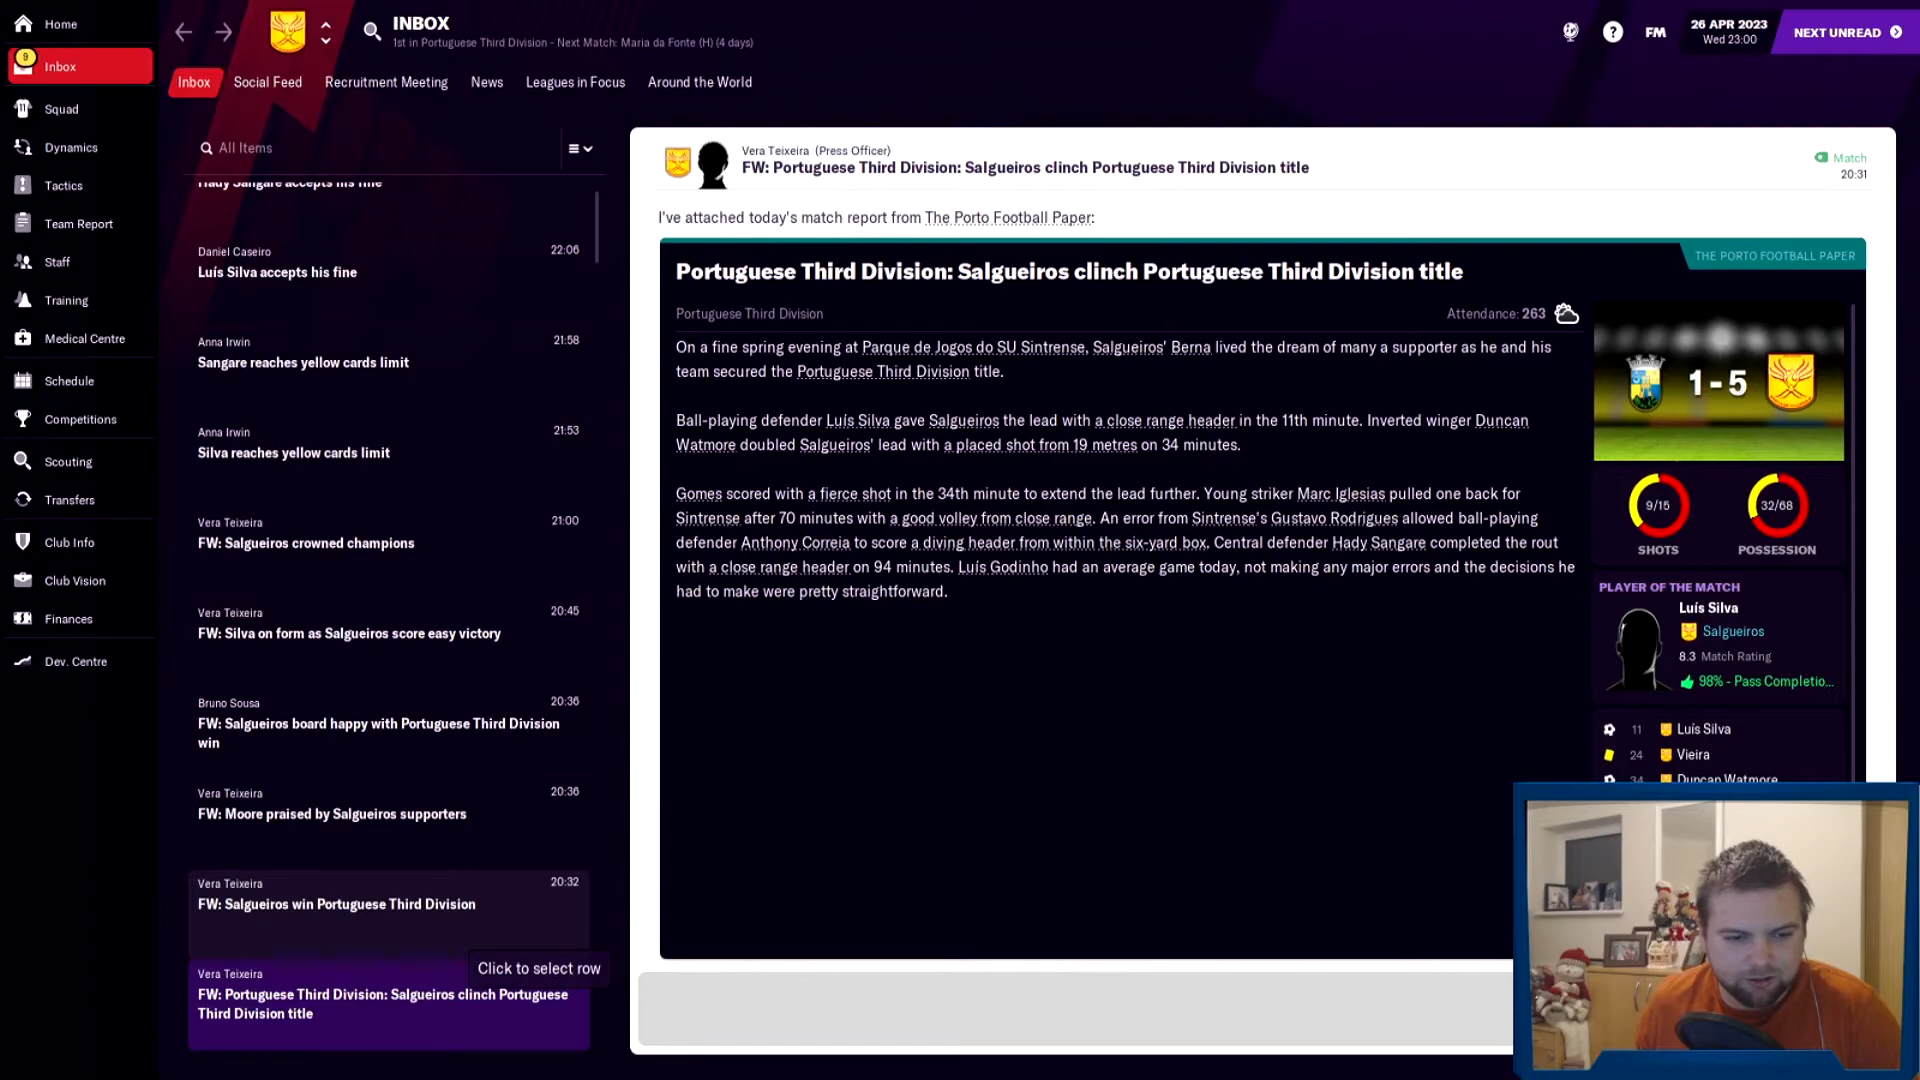 Home
9
Inbox
Squad
Dynamics
Tactics
Team Report
Staff
Training
Medical Centre
Schedule
Competitions
Scouting
Transfers
Club Info
Club Vision
Finances
Dev. Centre
INBOX
1st in Portuguese Third Division - Next Match: Maria da Fonte (H) (4 days)
?
FM
26 APR 2023
Wed 23:00
NEXT UNREAD
Inbox
Social Feed
Recruitment Meeting
News
Leagues in Focus
Around the World
All Items
Hady Sangare accepts his fine
Daniel Caseiro
22:06
Luís Silva accepts his fine
Anna Irwin
21:58
Sangare reaches yellow cards limit
Anna Irwin
21:53
Silva reaches yellow cards limit
Vera Teixeira
21:00
FW: Salgueiros crowned champions
Vera Teixeira
20:45
FW: Silva on form as Salgueiros score easy victory
Bruno Sousa
20:36
FW: Salgueiros board happy with Portuguese Third Division
win
Vera Teixeira
20:36
FW: Moore praised by Salgueiros supporters
Vera Teixeira
20:32
FW: Salgueiros win Portuguese Third Division
Vera Teixeira
Click to select row
FW: Portuguese Third Division: Salgueiros clinch Portuguese
Third Division title
Vera Teixeira (Press Officer)
FW: Portuguese Third Division: Salgueiros clinch Portuguese Third Division title
Match
20:31
I've attached today's match report from The Porto Football Paper:
THE PORTO FOOTBALL PAPER
Portuguese Third Division: Salgueiros clinch Portuguese Third Division title
Portuguese Third Division
Attendance: 263
On a fine spring evening at Parque de Jogos do SU Sintrense, Salgueiros' Berna lived the dream of many a supporter as he and his
team secured the Portuguese Third Division title.
Ball-playing defender Luís Silva gave Salgueiros the lead with a close range header in the 11th minute. Inverted winger Duncan
Watmore doubled Salgueiros' lead with a placed shot from 19 metres on 34 minutes.
Gomes scored with a fierce shot in the 34th minute to extend the lead further. Young striker Marc Iglesias pulled one back for
Sintrense after 70 minutes with a good volley from close range. An error from Sintrense's Gustavo Rodrigues allowed ball-playing
defender Anthony Correia to score a diving header from within the six-yard box. Central defender Hady Sangare completed the rout
with a close range header on 94 minutes. Luís Godinho had an average game today, not making any major errors and the decisions he
had to make were pretty straightforward.
1 - 5
9/15
32/68
SHOTS
POSSESSION
PLAYER OF THE MATCH
Luís Silva
Salgueiros
8.3 Match Rating
98% - Pass Completio...
11 Luís Silva
24 Vieira
34 Duncan Watmore